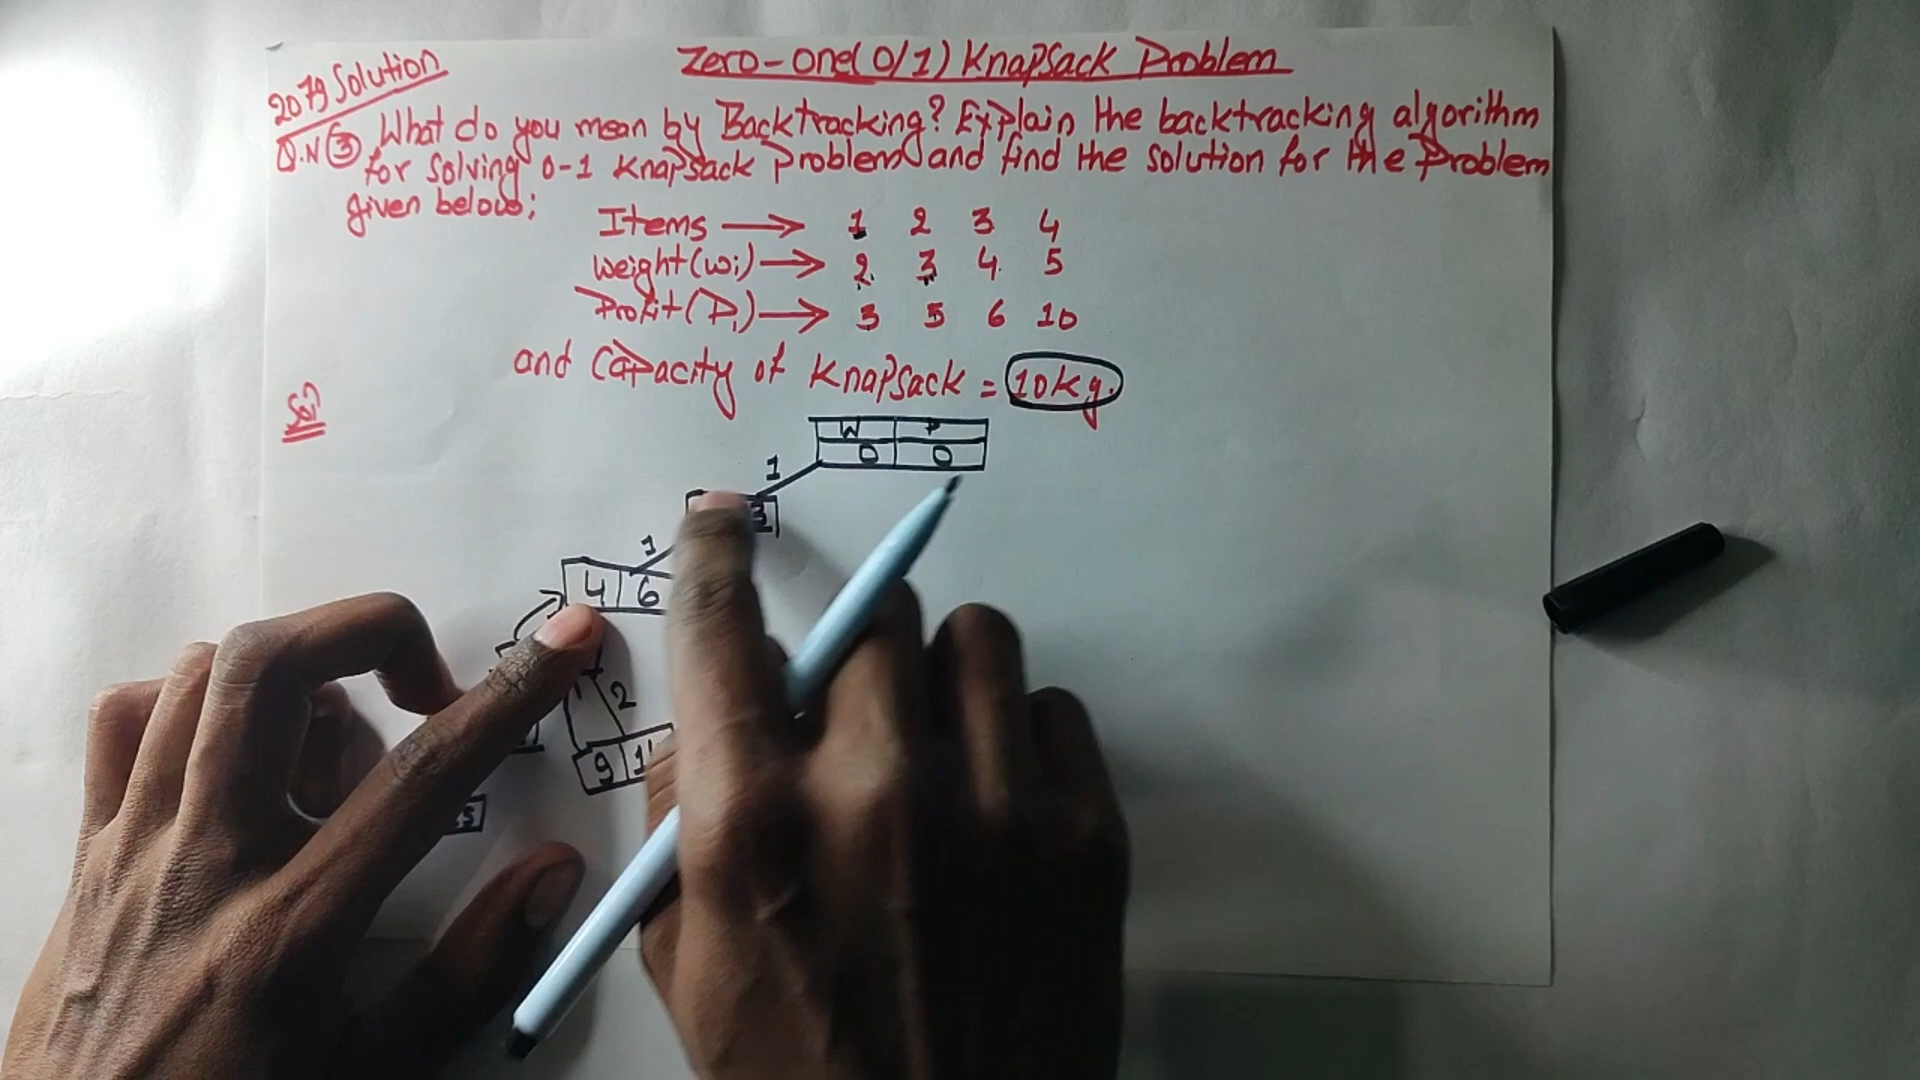 Zero-one(0/1) Knapsack Problem
2079 Solution
Q.N (3) What do you mean by Backtracking? Explain the backtracking algorithm
for solving 0-1 Knapsack Problem and find the solution for the Problem
given below;
Items → 1 2 3 4
Weight(wi) → 2 3 4 5
Profit(Pi) → 3 5 6 10
and Capacity of Knapsack = 10kg.
Sol
W P
0 0
1
3
1
4 6
2
9